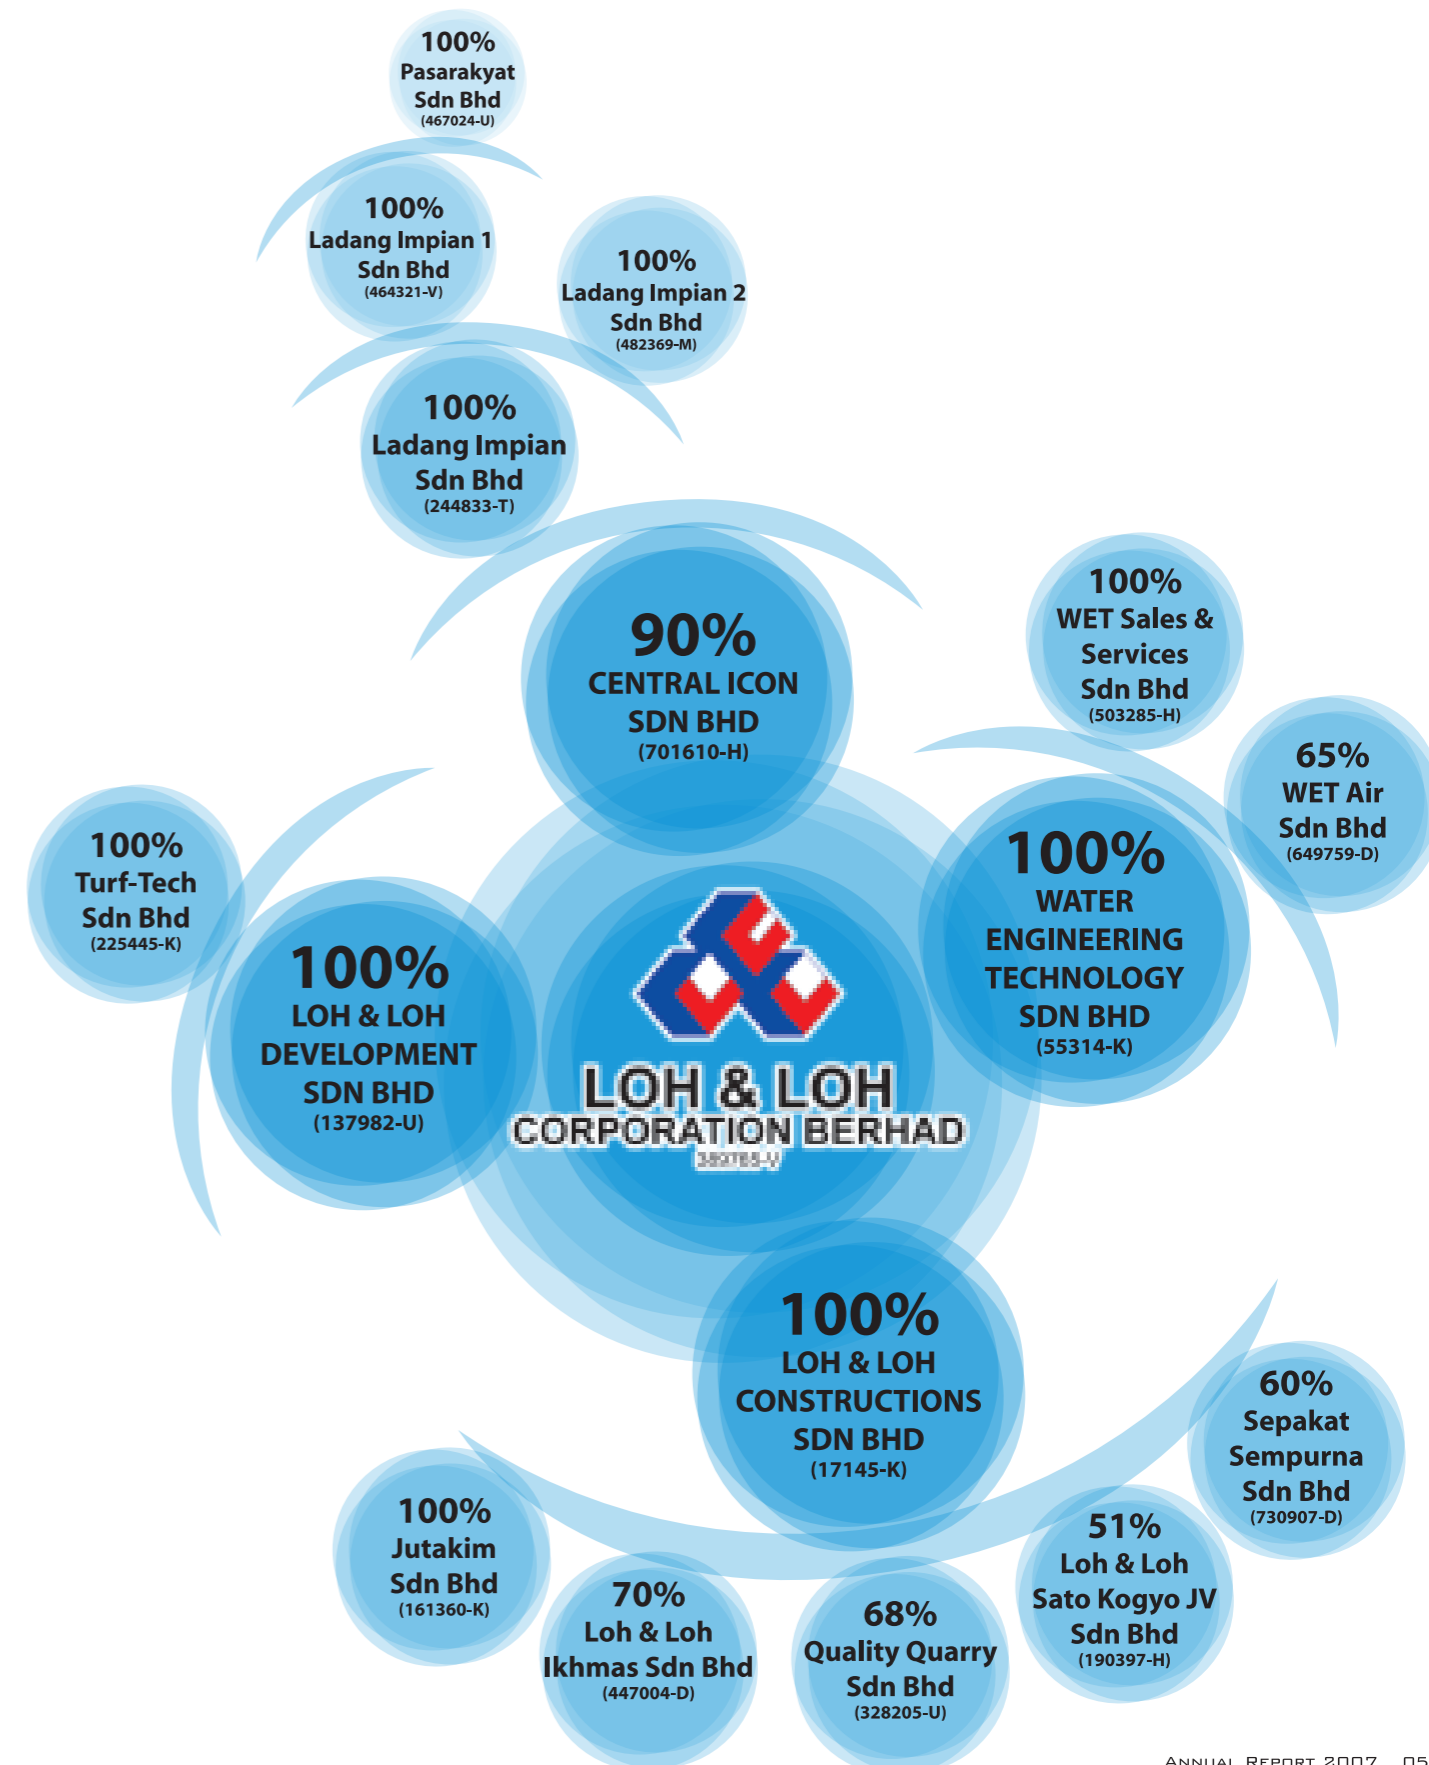 100%
Pasarakyat
Sdn Bhd
(467024-U)
100%
Ladang Impian 1
Sdn Bhd
(464321-V)
100%
Ladang Impian 2
Sdn Bhd
(482369-M)
100%
Ladang Impian
Sdn Bhd
(244833-T)
90%
CENTRAL ICON
SDN BHD
(701610-H)
100%
WET Sales &
Services
Sdn Bhd
(503285-H)
65%
WET Air
Sdn Bhd
(649759-D)
100%
WATER
ENGINEERING
TECHNOLOGY
SDN BHD
(55314-K)
100%
Turf-Tech
Sdn Bhd
(225445-K)
100%
LOH & LOH
DEVELOPMENT
SDN BHD
(137982-U)
LOH & LOH
CORPORATION BERHAD
389765-V
100%
LOH & LOH
CONSTRUCTIONS
SDN BHD
(17145-K)
100%
Jutakim
Sdn Bhd
(161360-K)
70%
Loh & Loh
Ikhmas Sdn Bhd
(447004-D)
68%
Quality Quarry
Sdn Bhd
(328205-U)
51%
Loh & Loh
Sato Kogyo JV
Sdn Bhd
(190397-H)
60%
Sepakat
Sempurna
Sdn Bhd
(730907-D)
Annual Report 2007 05